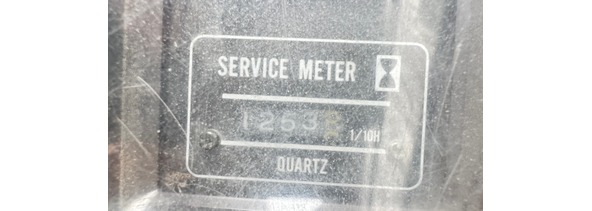 SERVICE METER
1253 1/10H
QUARTZ